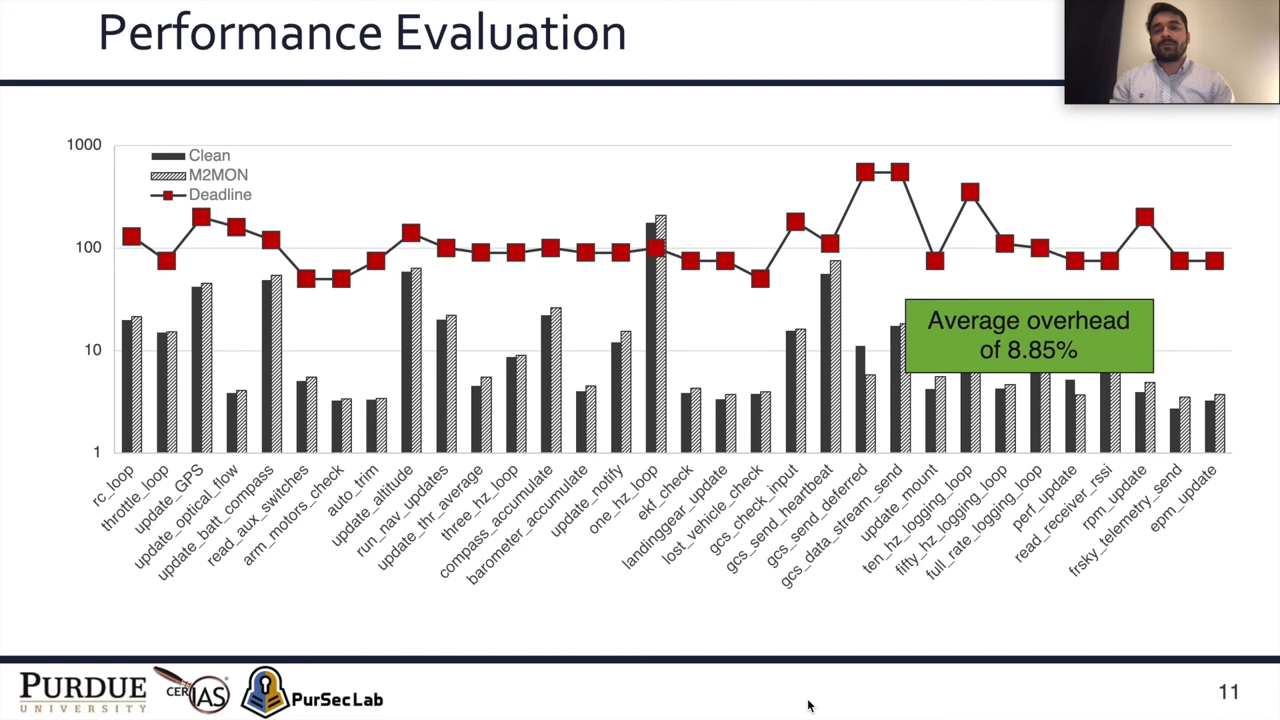 Performance Evaluation
1000
100
10
1
Clean
M2MON
Deadline
Average overhead
of 8.85%
rc_loop
throttle_loop
update_GPS
update_optical_flow
update_batt_compass
read_aux_switches
arm_motors_check
auto_trim
update_altitude
run_nav_updates
update_thr_average
three_hz_loop
compass_accumulate
barometer_accumulate
update_notify
one_hz_loop
ekf_check
landinggear_update
lost_vehicle_check
gcs_check_input
gcs_send_heartbeat
gcs_send_deferred
gcs_data_stream_send
update_mount
ten_hz_logging_loop
fifty_hz_logging_loop
full_rate_logging_loop
perf_update
read_receiver_rssi
rpm_update
frsky_telemetry_send
epm_update
PURDUE
UNIVERSITY
CERIAS
PurSecLab
11